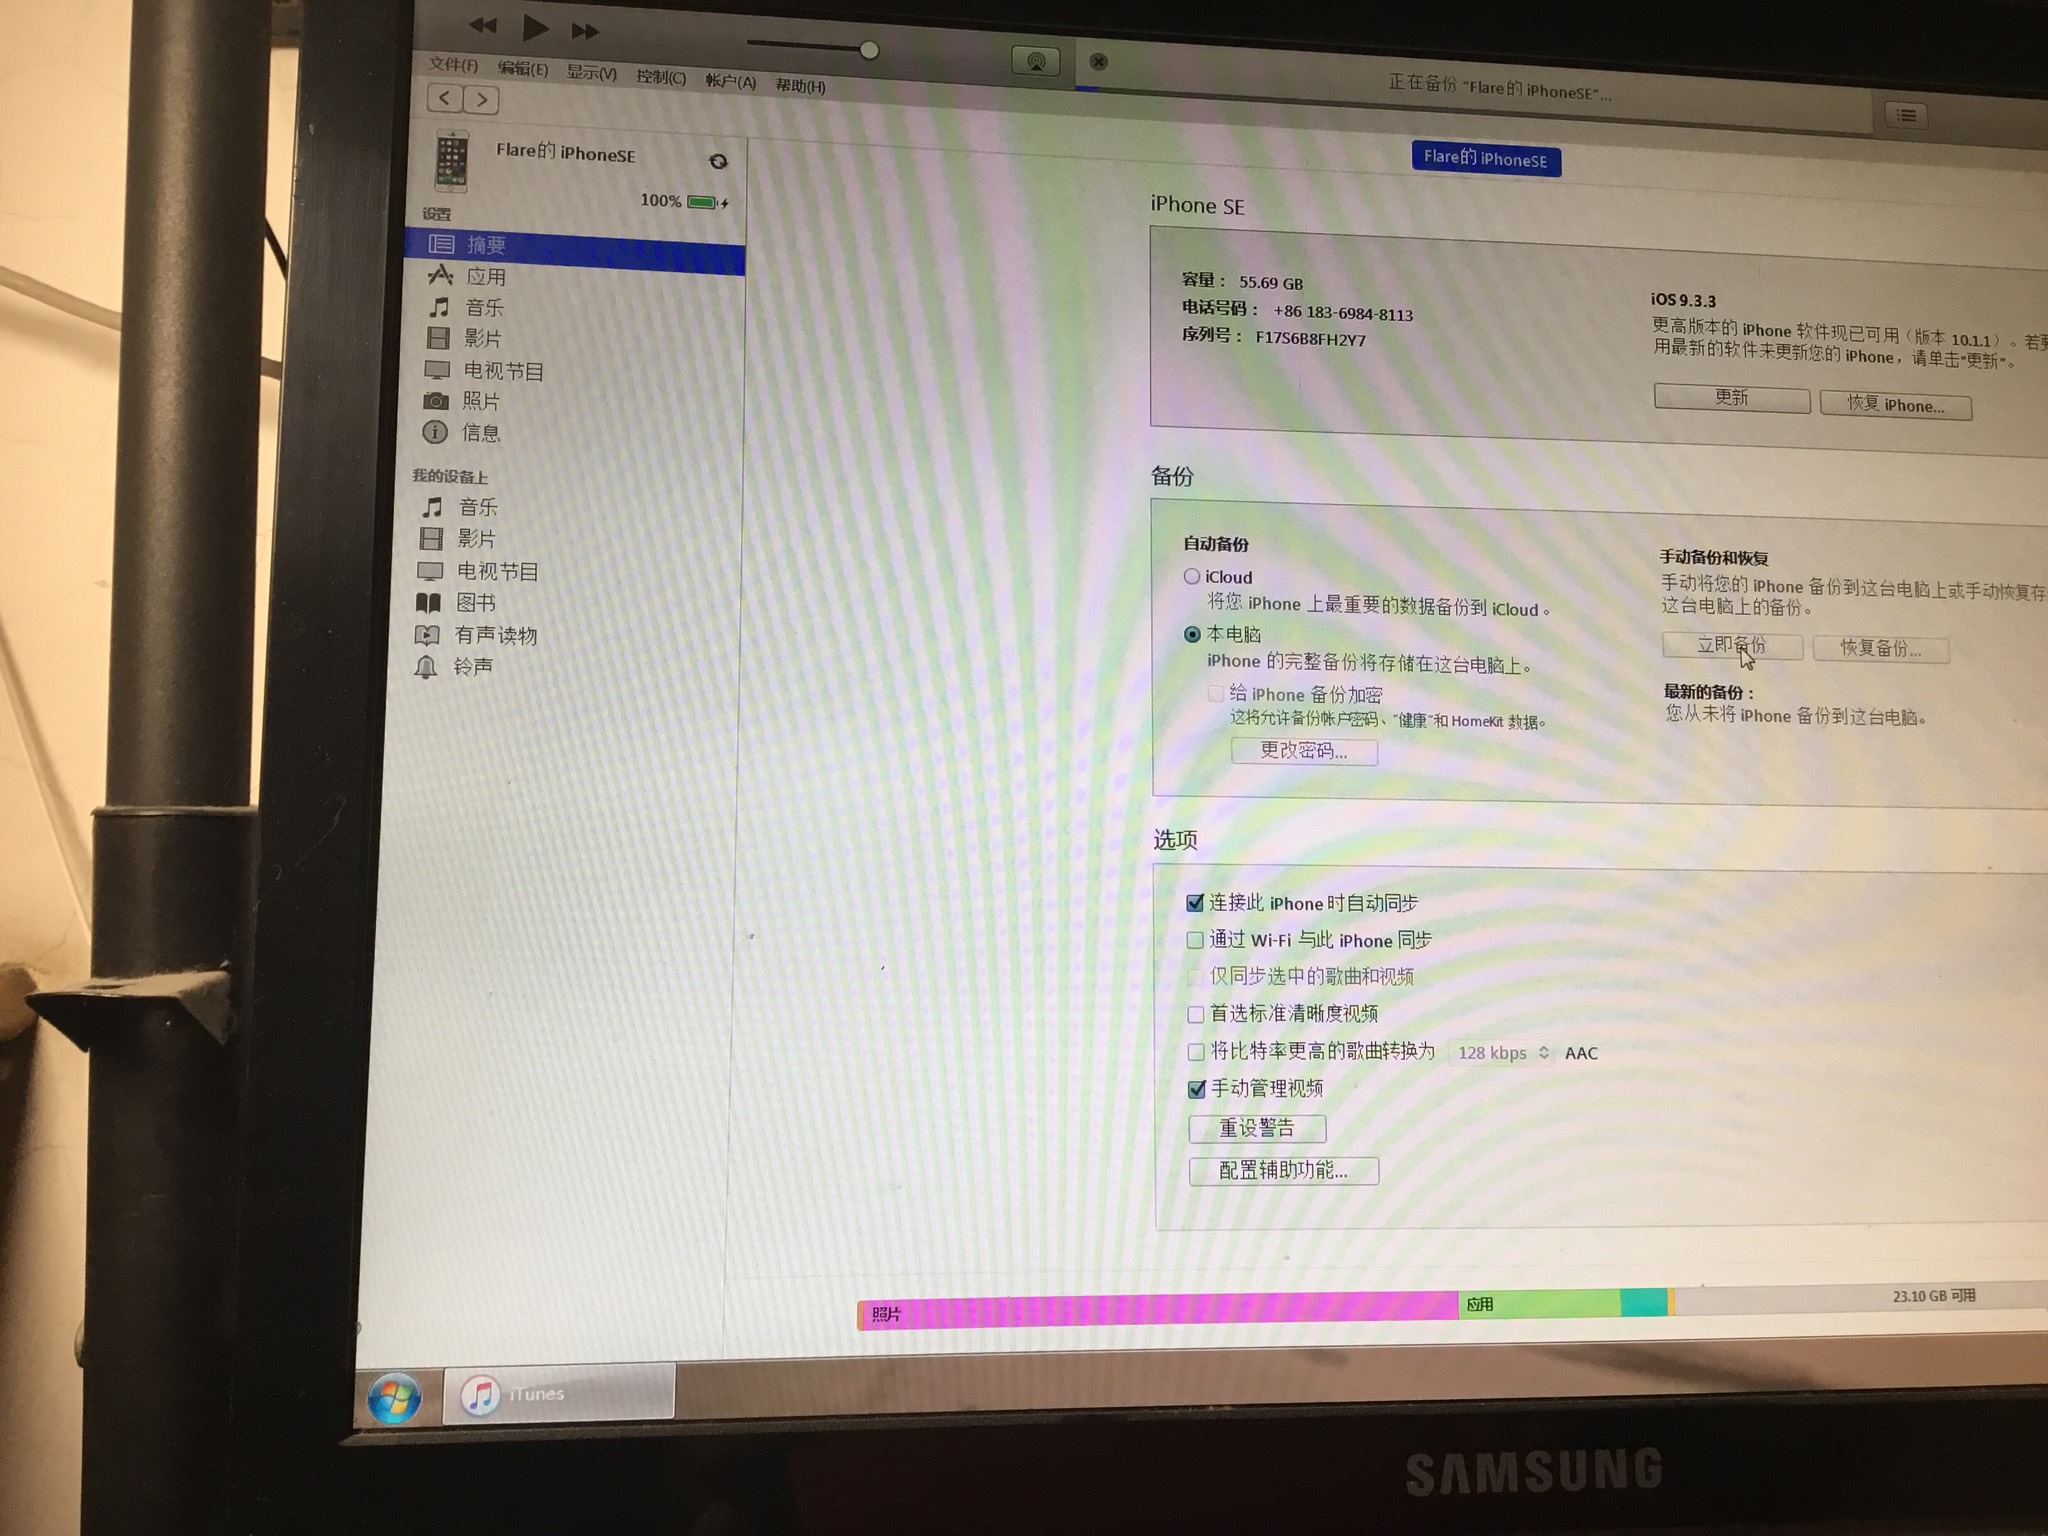 正在备份 "Flare的 iPhoneSE"...
文件(F) 编辑(E) 显示(V) 控制(C) 帐户(A) 帮助(H)
Flare的 iPhoneSE
100%
设置
摘要
应用
音乐
影片
电视节目
照片
信息
我的设备上
音乐
影片
电视节目
图书
有声读物
铃声
Flare的 iPhoneSE
iPhone SE
容量： 55.69 GB
电话号码： +86 183-6984-8113
序列号： F17S6B8FH2Y7
iOS 9.3.3
更高版本的 iPhone 软件现已可用（版本 10.1.1）。若要
用最新的软件未更新您的 iPhone，请单击"更新"。
更新
恢复 iPhone...
备份
自动备份
iCloud
将您 iPhone 上最重要的数据备份到 iCloud 。
本电脑
iPhone 的完整备份将存储在这台电脑上。
给 iPhone 备份加密
这将允许备份帐户密码、"健康"和 HomeKit 数据。
更改密码...
手动备份和恢复
手动将您的 iPhone 备份到这台电脑上或手动恢复存
这台电脑上的备份。
立即备份
恢复备份...
最新的备份：
您从未将 iPhone 备份到这台电脑。
选项
连接此 iPhone 时自动同步
通过 Wi-Fi 与此 iPhone 同步
仅同步选中的歌曲和视频
首选标准清晰度视频
将比特率更高的歌曲转换为 128 kbps AAC
手动管理视频
重设警告
配置辅助功能...
照片 应用 23.10 GB 可用
iTunes
SAMSUNG